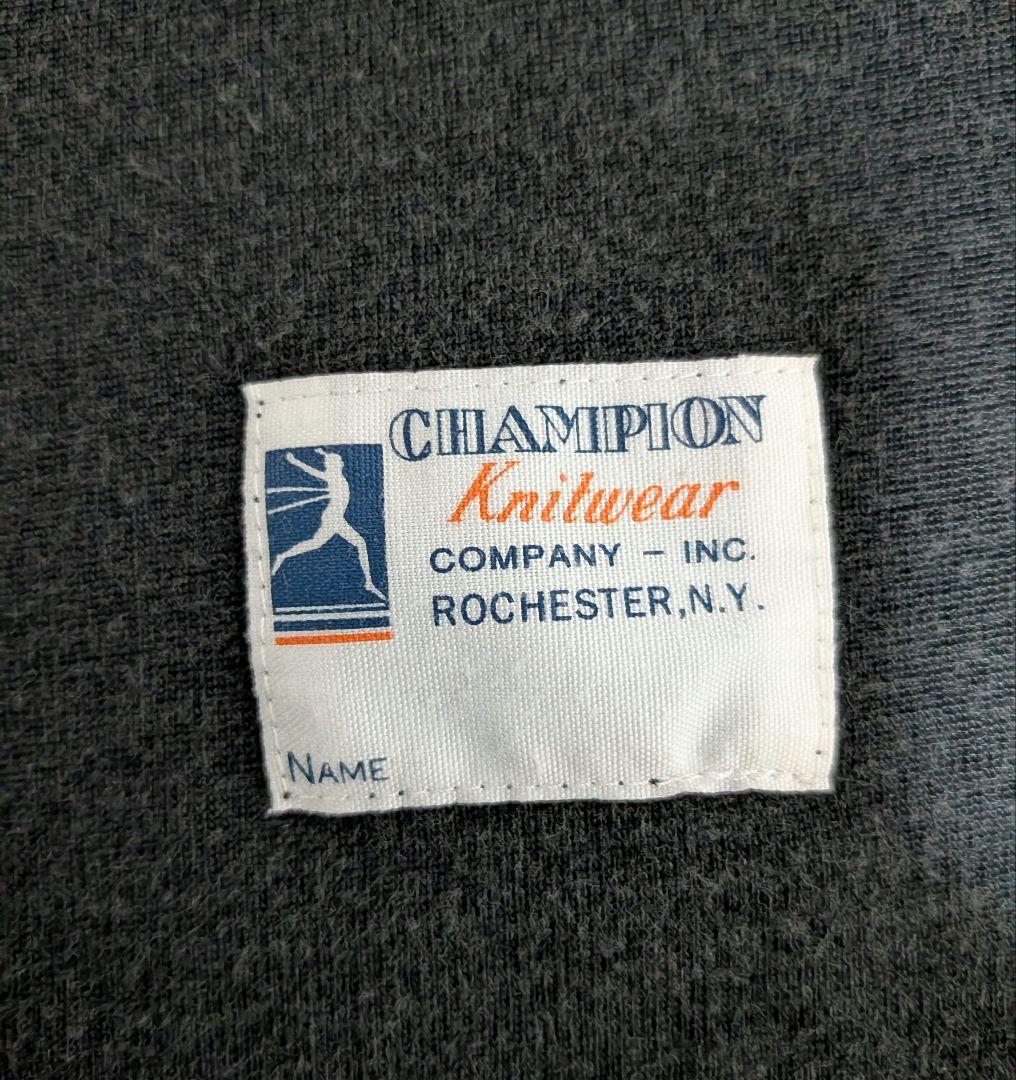 CHAMPION
Knitwear
COMPANY – INC.
ROCHESTER, N.Y.
NAME